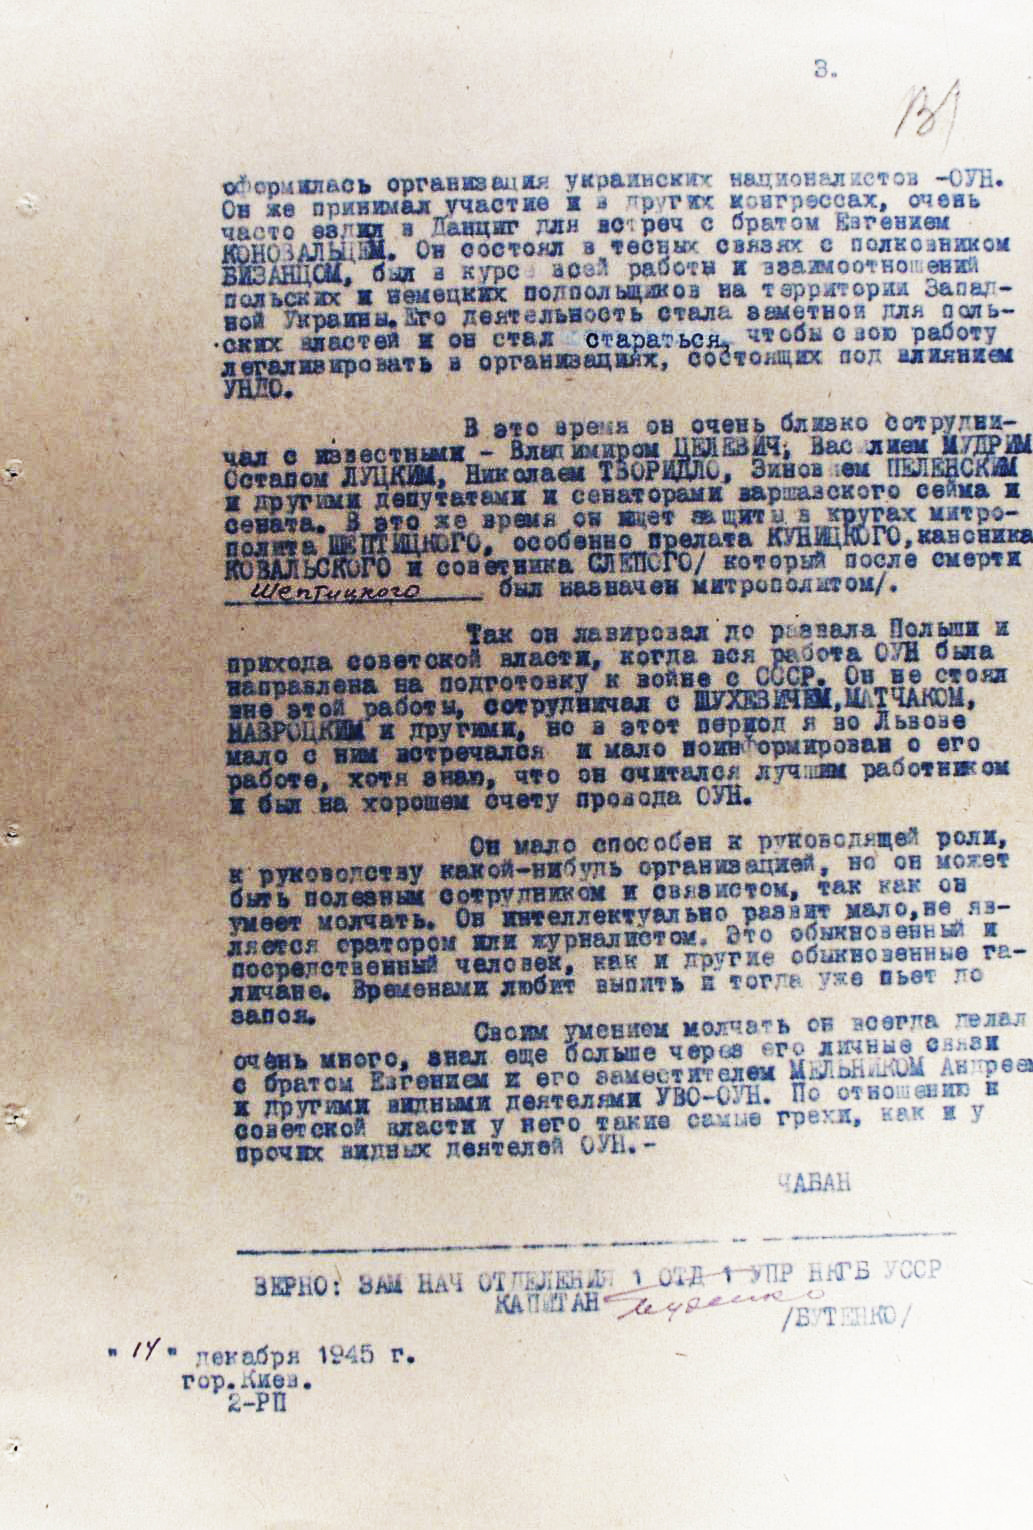 3.
оформилась организация украинских националистов -ОУН.
Он же принимал участие и в других конгрессах, очень
часто ездил в Данциг для встреч с братом Евгением
КОНОВАЛЬЦЕМ. Он состоял в тесных связях с полковником
БИЗАНЦОМ, был в курсе всей работы и взаимоотношений
польских и немецких подпольщиков на территории Запад-
ной Украины. Его деятельность стала заметной для поль-
ских властей и он стал стараться, чтобы свою работу
легализировать в организациях, состоящих под влиянием
УНДО.
В это время он очень близко сотрудни-
чал с известными - Владимиром ЦЕЛЕВИЧ, Василием МУДРИМ
Остапом ЛУЦКИМ, Николаем ТВОРИДЛО, Зиновием ПЕЛЕНСКИМ
и другими депутатами и сенаторами варшавского сейма и
сената. В это же время он ищет защиты в кругах митро-
полита ШЕПТИЦКОГО, особенно прелата КУНИЦКОГО, каноника
КОВАЛЬСКОГО и советника СЛЕПОГО/ который после смерти
Шептицкого был назначен митрополитом/.
Так он лавировал до развала Польши и
прихода советской власти, когда вся работа ОУН была
направлена на подготовку к войне с СССР. Он не стоял
вне этой работы, сотрудничал с ШУХЕВИЧЕМ, МАТЧАКОМ,
НАВРОЦКИМ и другими, но в этот период я во Львове
мало с ним встречался и мало поинформирован о его
работе, хотя знаю, что он считался лучшим работником
и был на хорошем счету провода ОУН.
Он мало способен к руководящей роли,
к руководству какой-нибудь организацией, но он может
быть полезным сотрудником и связистом, так как он
умеет молчать. Он интеллектуально развит мало, не яв-
ляется оратором или журналистом. Это обыкновенный и
посредственный человек, как и другие обыкновенные га-
личане. Временами любит выпить и тогда уже пьет до
запоя.
Своим умением молчать он всегда делал
очень много, знал еще больше через его личные связи
с братом Евгением и его заместителем МЕЛЬНИКОМ Андреем
и другими видными деятелями УВО-ОУН. По отношению к
советской власти у него такие самые грехи, как и у
прочих видных деятелей ОУН.-
ЧАБАН
ВЕРНО: ЗАМ НАЧ ОТДЕЛЕНИЯ 1 ОТД 1 УПР НКГБ УССР
КАПИТАН
/БУТЕНКО/
"14" декабря 1945 г.
гор.Киев.
2-РП